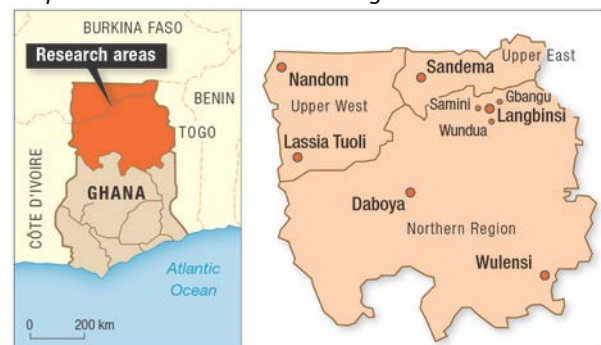 BURKINA FASO
Research areas
BENIN
TOGO
GHANA
CÔTE D'IVOIRE
Atlantic
Ocean
0 200 km
Upper East
Nandom
Sandema
Upper West
Samini
Gbangu
Langbinsi
Wundua
Lassia Tuoli
Daboya
Northern Region
Wulensi